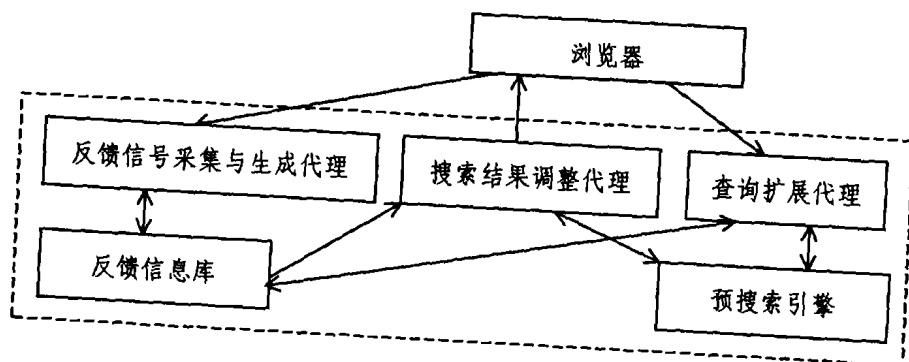 浏览器
反馈信号采集与生成代理
搜索结果调整代理
查询扩展代理
反馈信息库
预搜索引擎